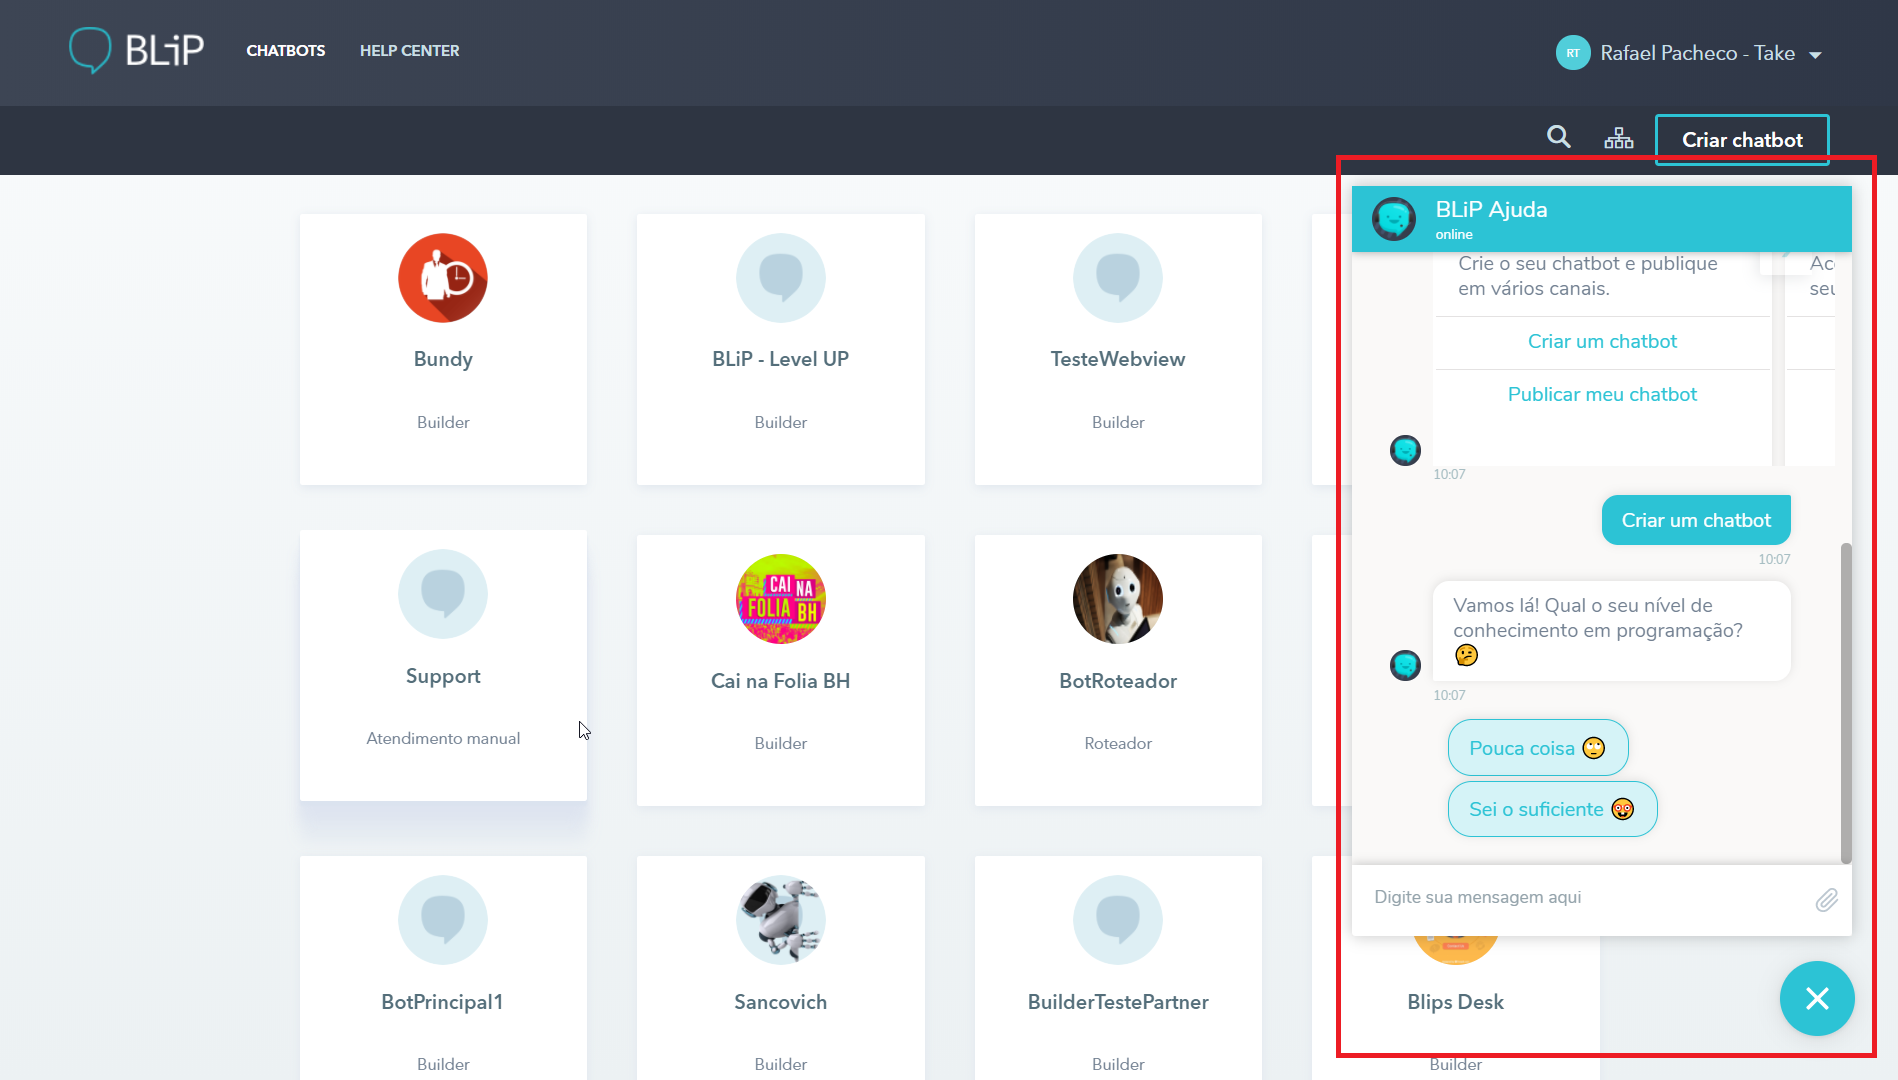 BLiP
CHATBOTS
HELP CENTER
RT
Rafael Pacheco - Take
Criar chatbot
Bundy
Builder
BLiP - Level UP
Builder
TesteWebview
Builder
Support
Atendimento manual
CAI NA
FOLIA BH
Cai na Folia BH
Builder
BotRoteador
Roteador
BotPrincipal1
Builder
Sancovich
Builder
BuilderTestePartner
Builder
Blips Desk
Builder
BLiP Ajuda
online
Crie o seu chatbot e publique
em vários canais.
Criar um chatbot
Publicar meu chatbot
Ac
seu
10:07
Criar um chatbot
10:07
Vamos lá! Qual o seu nível de
conhecimento em programação?
🤔
10:07
Pouca coisa 🙄
Sei o suficiente 🤓
Digite sua mensagem aqui